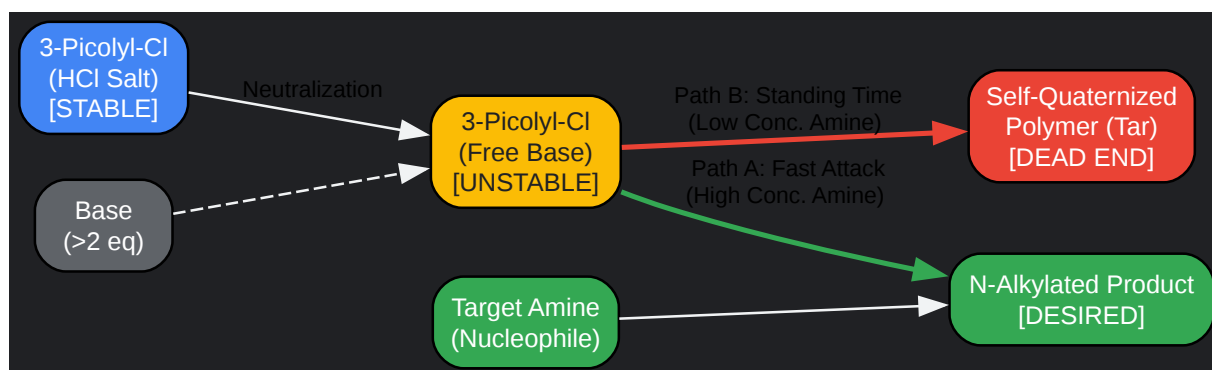 3-Picolyl-Cl
(HCl Salt)
[STABLE]
Neutralization
Base
(>2 eq)
3-Picolyl-Cl
(Free Base)
[UNSTABLE]
Path B: Standing Time
(Low Conc. Amine)
Path A: Fast Attack
(High Conc. Amine)
Self-Quaternized
Polymer (Tar)
[DEAD END]
Target Amine
(Nucleophile)
N-Alkylated Product
[DESIRED]